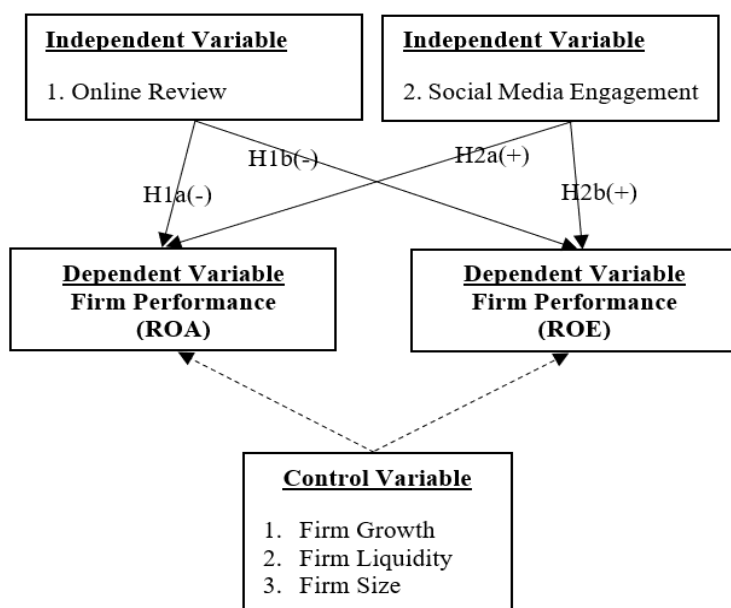 Independent Variable
1. Online Review
Independent Variable
2. Social Media Engagement
H1b(-)
H2a(+)
H1a(-)
H2b(+)
Dependent Variable
Firm Performance
(ROA)
Dependent Variable
Firm Performance
(ROE)
Control Variable
1. Firm Growth
2. Firm Liquidity
3. Firm Size